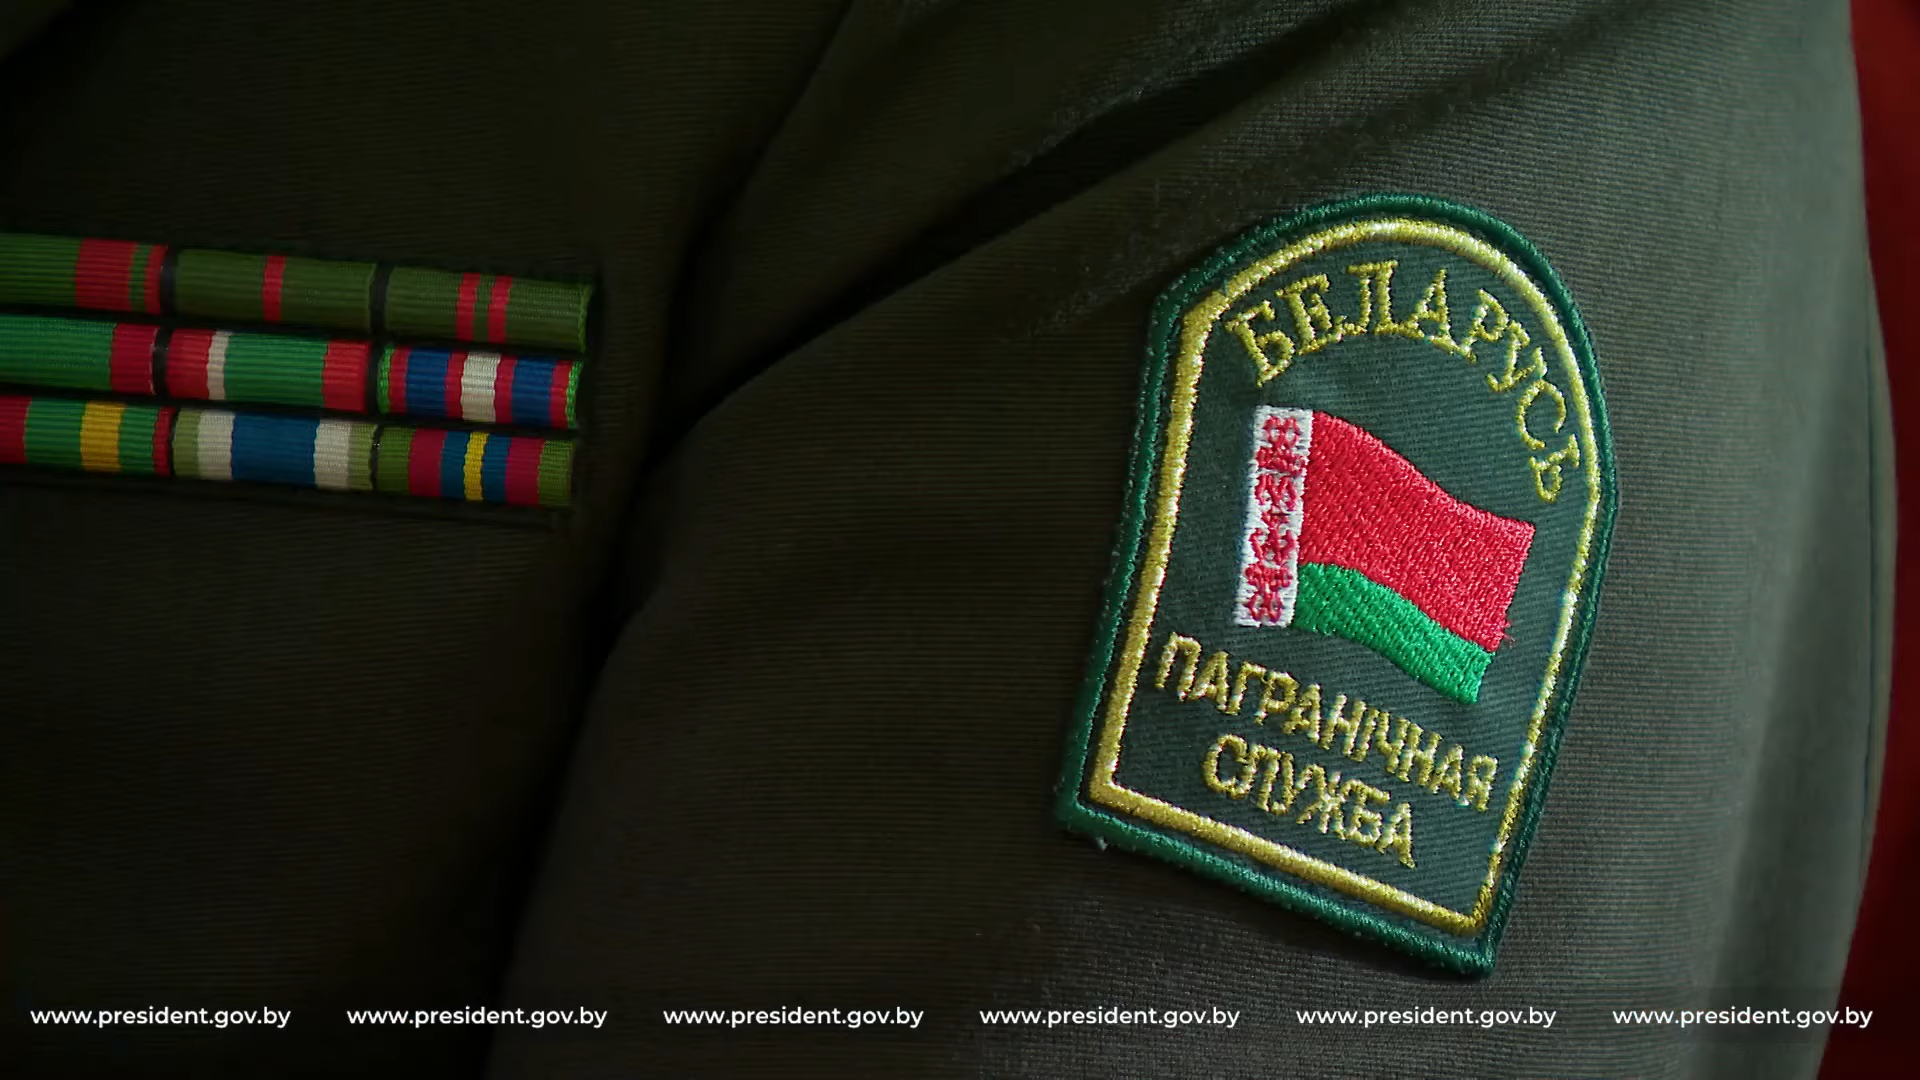 БЕЛАРУСЬ
ПАГРАНІЧНАЯ
СЛУЖБА
www.president.gov.by www.president.gov.by www.president.gov.by www.president.gov.by www.president.gov.by www.president.gov.by